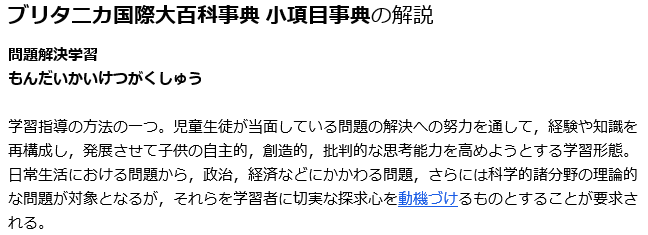 ブリタニカ国際大百科事典 小項目事典の解説
問題解決学習
もんだいかいけつがくしゅう
学習指導の方法の一つ。児童生徒が当面している問題の解決への努力を通して，経験や知識を
再構成し，発展させて子供の自主的，創造的，批判的な思考能力を高めようとする学習形態。
日常生活における問題から，政治，経済などにかかわる問題，さらには科学的諸分野の理論的
な問題が対象となるが，それらを学習者に切実な探求心を動機づけるものとすることが要求さ
れる。